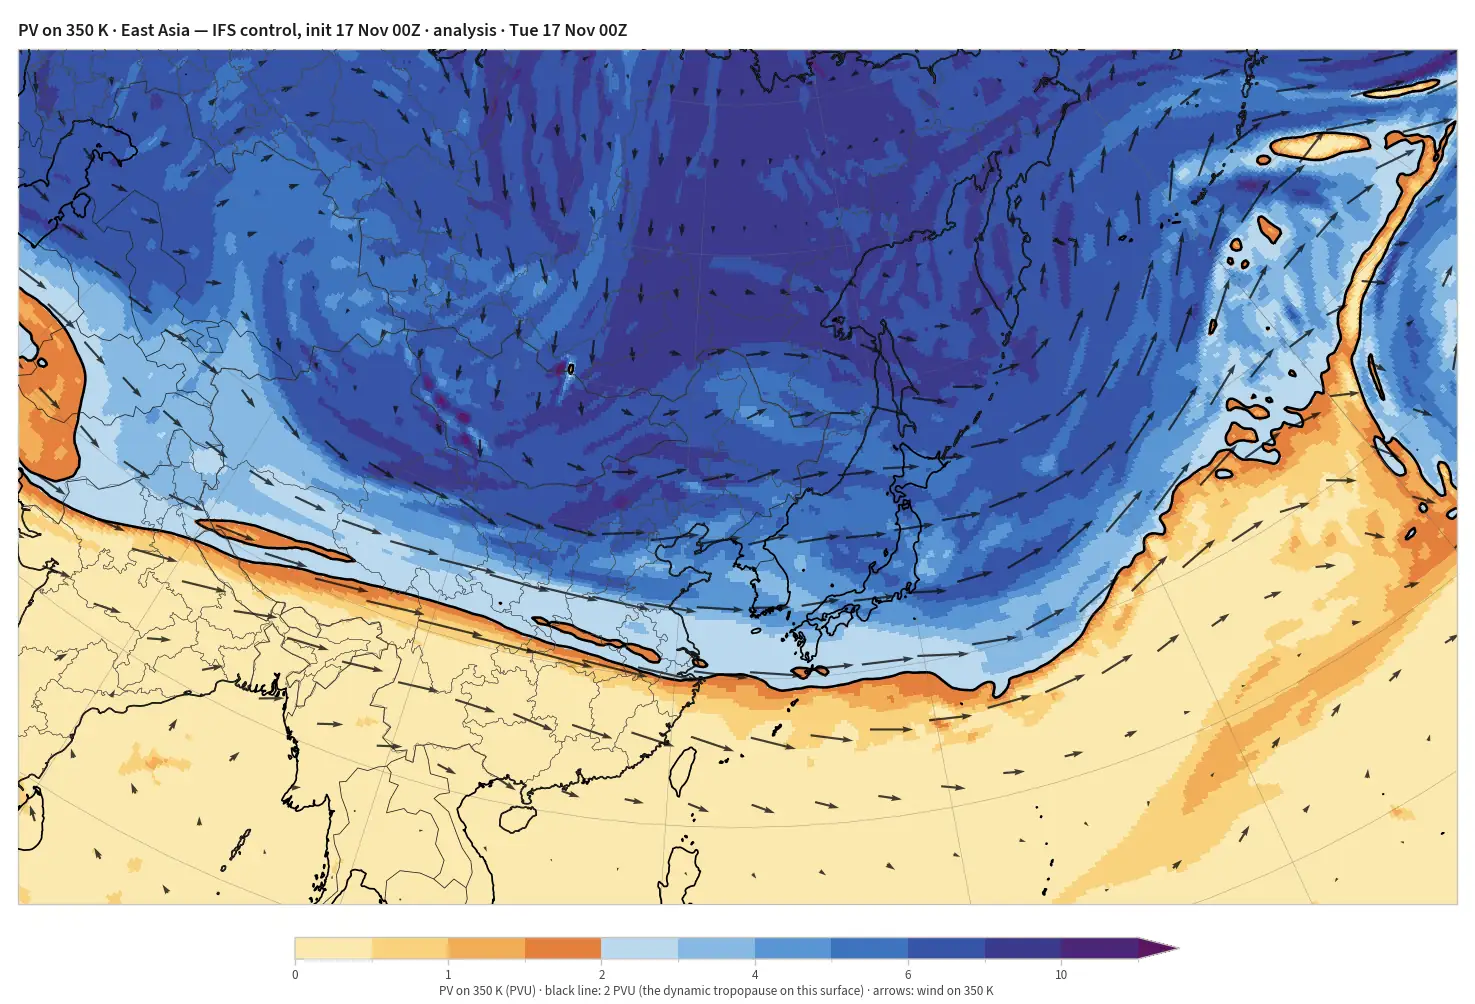 PV on 350 K · East Asia — IFS control, init 17 Nov 00Z · analysis · Tue 17 Nov 00Z
0 1 2 4 6 10
PV on 350 K (PVU) · black line: 2 PVU (the dynamic tropopause on this surface) · arrows: wind on 350 K